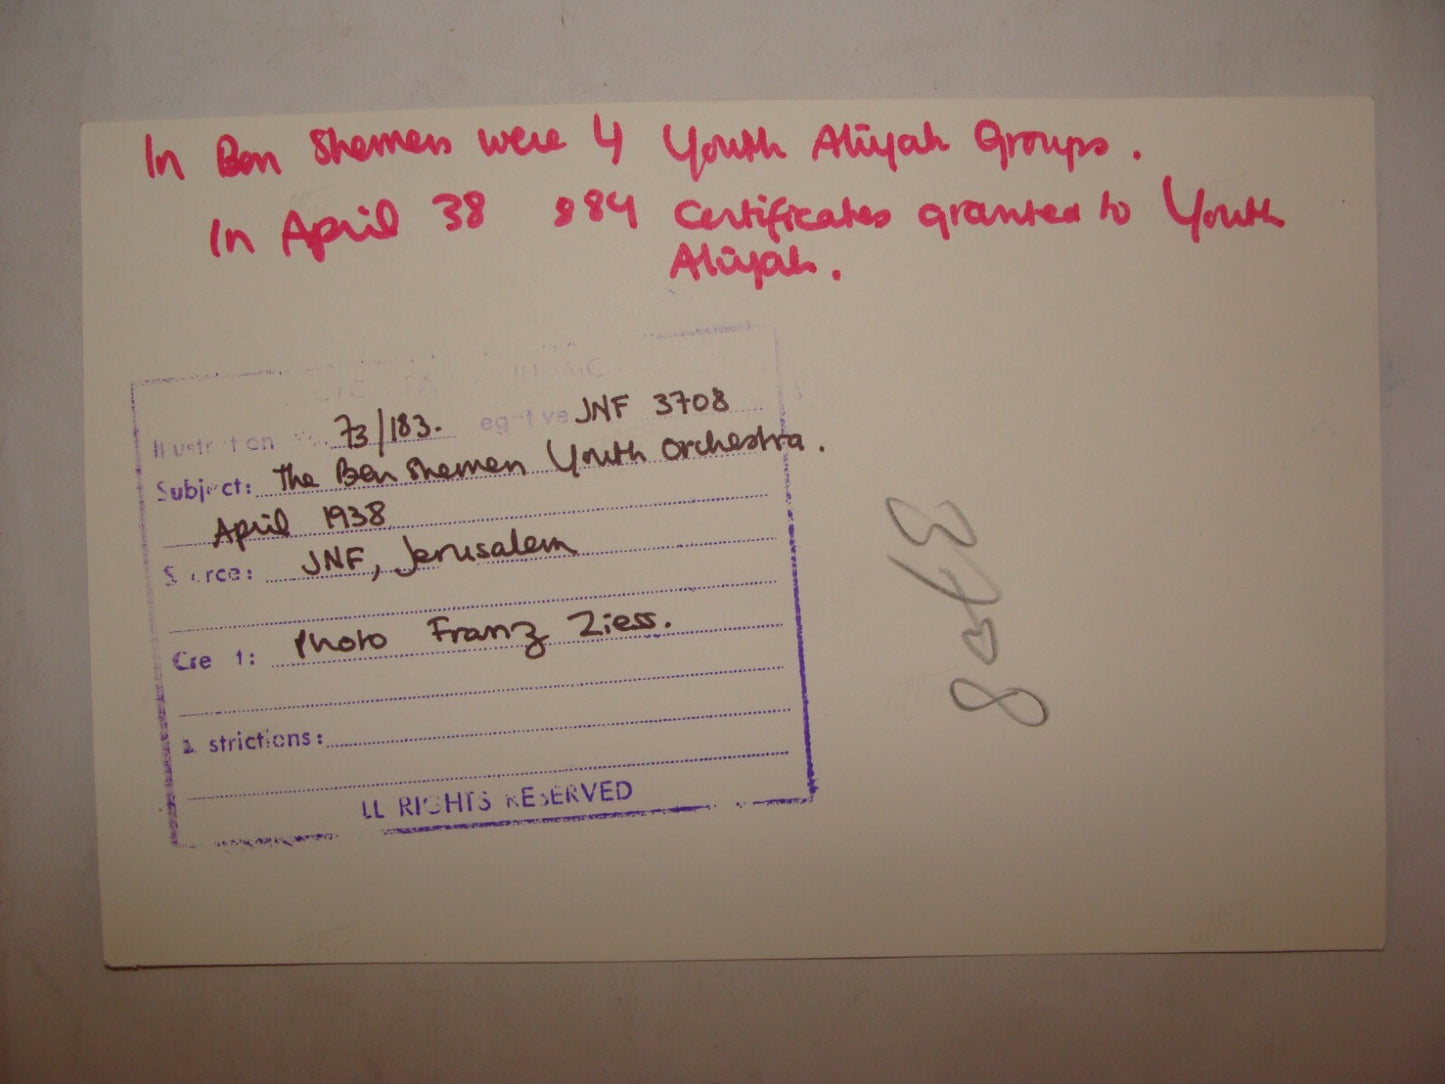 In Ben Shemen were 4 Youth Aliyah Groups.
In April 38 884 Certificates granted to Youth
Aliyah.
73/183. JNF 3708
Subject: The Ben Shemen Youth Orchestra.
April 1938
JNF, Jerusalem
Photo Franz Ziess.
strictions:
LL RIGHTS RESERVED
3708